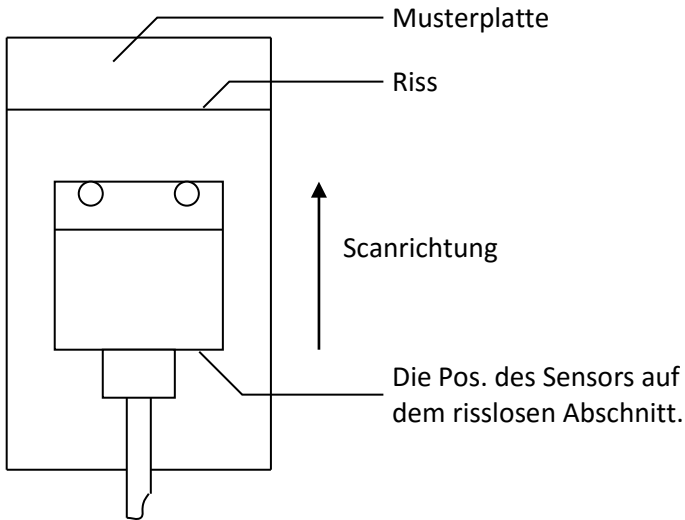 Musterplatte
Riss
Scanrichtung
Die Pos. des Sensors auf
dem risslosen Abschnitt.